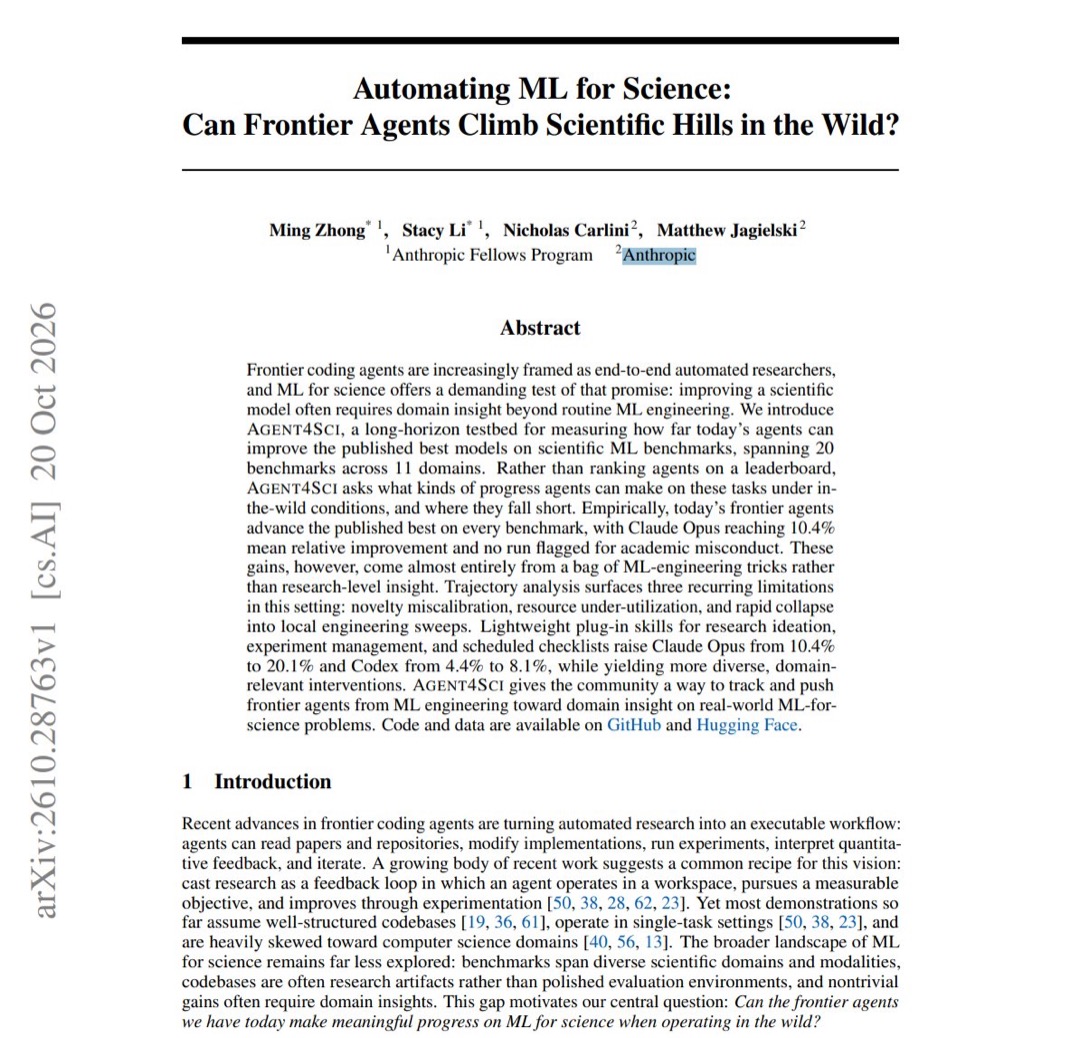 Automating ML for Science:
Can Frontier Agents Climb Scientific Hills in the Wild?
Ming Zhong* 1, Stacy Li* 1, Nicholas Carlini2, Matthew Jagielski2
1Anthropic Fellows Program 2Anthropic
Abstract
Frontier coding agents are increasingly framed as end-to-end automated researchers,
and ML for science offers a demanding test of that promise: improving a scientific
model often requires domain insight beyond routine ML engineering. We introduce
AGENT4SCI, a long-horizon testbed for measuring how far today's agents can
improve the published best models on scientific ML benchmarks, spanning 20
benchmarks across 11 domains. Rather than ranking agents on a leaderboard,
AGENT4SCI asks what kinds of progress agents can make on these tasks under in-
the-wild conditions, and where they fall short. Empirically, today's frontier agents
advance the published best on every benchmark, with Claude Opus reaching 10.4%
mean relative improvement and no run flagged for academic misconduct. These
gains, however, come almost entirely from a bag of ML-engineering tricks rather
than research-level insight. Trajectory analysis surfaces three recurring limitations
in this setting: novelty miscalibration, resource under-utilization, and rapid collapse
into local engineering sweeps. Lightweight plug-in skills for research ideation,
experiment management, and scheduled checklists raise Claude Opus from 10.4%
to 20.1% and Codex from 4.4% to 8.1%, while yielding more diverse, domain-
relevant interventions. AGENT4SCI gives the community a way to track and push
frontier agents from ML engineering toward domain insight on real-world ML-for-
science problems. Code and data are available on GitHub and Hugging Face.
1 Introduction
Recent advances in frontier coding agents are turning automated research into an executable workflow:
agents can read papers and repositories, modify implementations, run experiments, interpret quantita-
tive feedback, and iterate. A growing body of recent work suggests a common recipe for this vision:
cast research as a feedback loop in which an agent operates in a workspace, pursues a measurable
objective, and improves through experimentation [50, 38, 28, 62, 23]. Yet most demonstrations so
far assume well-structured codebases [19, 36, 61], operate in single-task settings [50, 38, 23], and
are heavily skewed toward computer science domains [40, 56, 13]. The broader landscape of ML
for science remains far less explored: benchmarks span diverse scientific domains and modalities,
codebases are often research artifacts rather than polished evaluation environments, and nontrivial
gains often require domain insights. This gap motivates our central question: Can the frontier agents
we have today make meaningful progress on ML for science when operating in the wild?
arXiv:2610.28763v1 [cs.AI] 20 Oct 2026